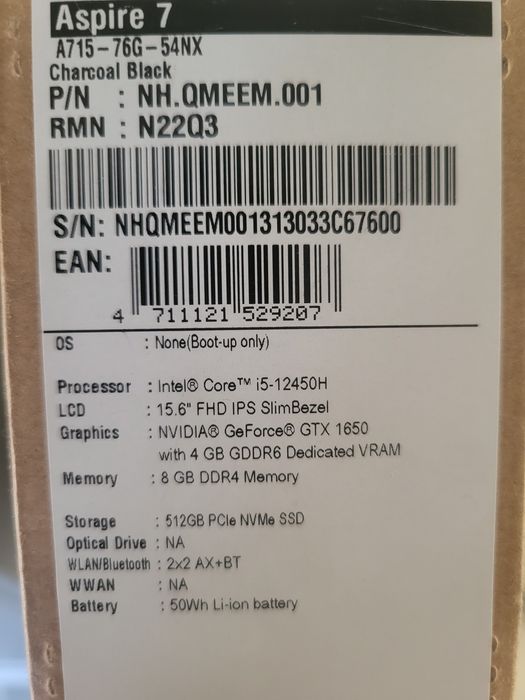 Aspire 7
A715-76G-54NX
Charcoal Black
P/N : NH.QMEEM.001
RMN : N22Q3
S/N: NHQMEEM001313033C67600
EAN:
4 711121 529207
OS : None(Boot-up only)
Processor : Intel® Core™ i5-12450H
LCD : 15.6" FHD IPS SlimBezel
Graphics : NVIDIA® GeForce® GTX 1650
with 4 GB GDDR6 Dedicated VRAM
Memory : 8 GB DDR4 Memory
Storage : 512GB PCIe NVMe SSD
Optical Drive : NA
WLAN/Bluetooth : 2x2 AX+BT
WWAN : NA
Battery : 50Wh Li-ion battery